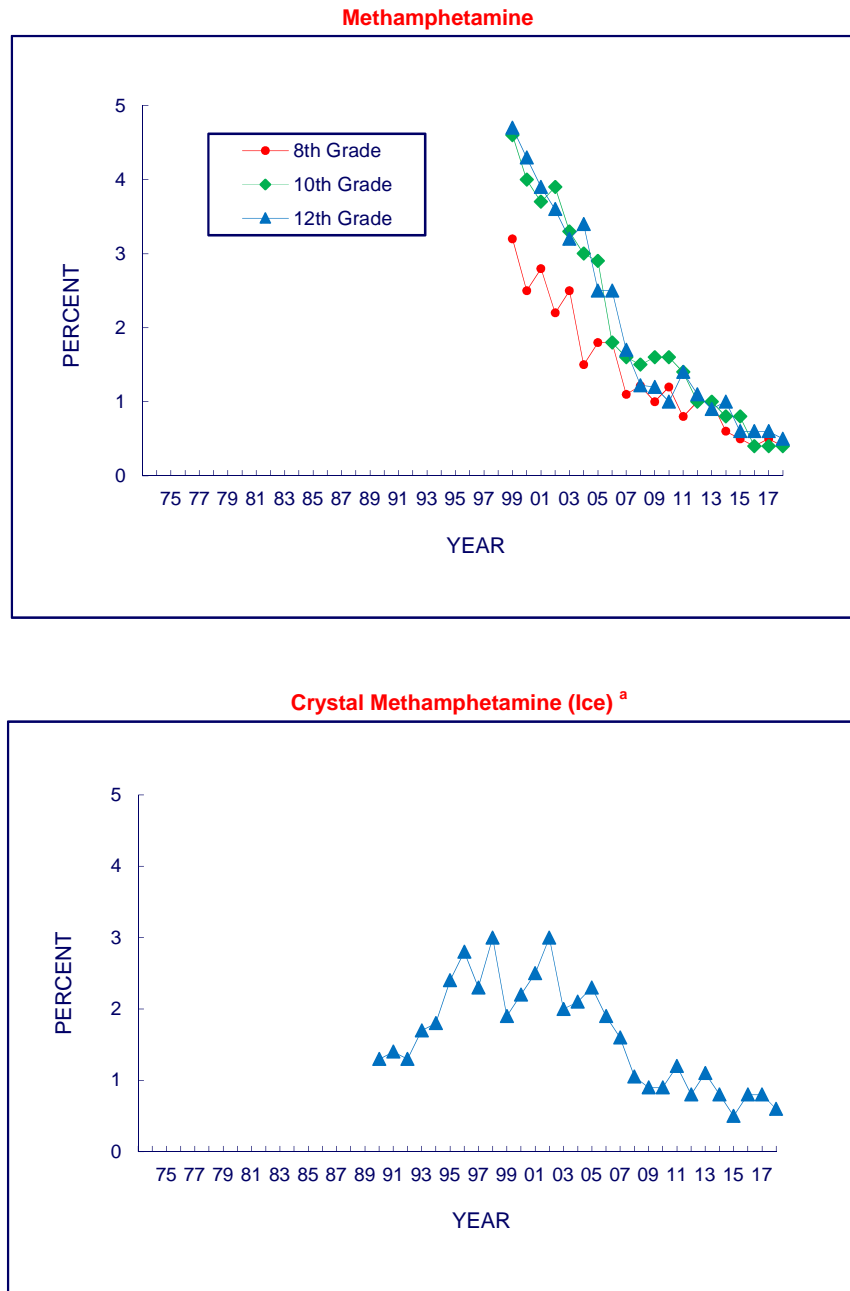 Methamphetamine
5
8th Grade
10th Grade
12th Grade
4
3
2
1
0
PERCENT
75 77 79 81 83 85 87 89 91 93 95 97 99 01 03 05 07 09 11 13 15 17
YEAR
Crystal Methamphetamine (Ice) a
5
4
3
2
1
0
PERCENT
75 77 79 81 83 85 87 89 91 93 95 97 99 01 03 05 07 09 11 13 15 17
YEAR